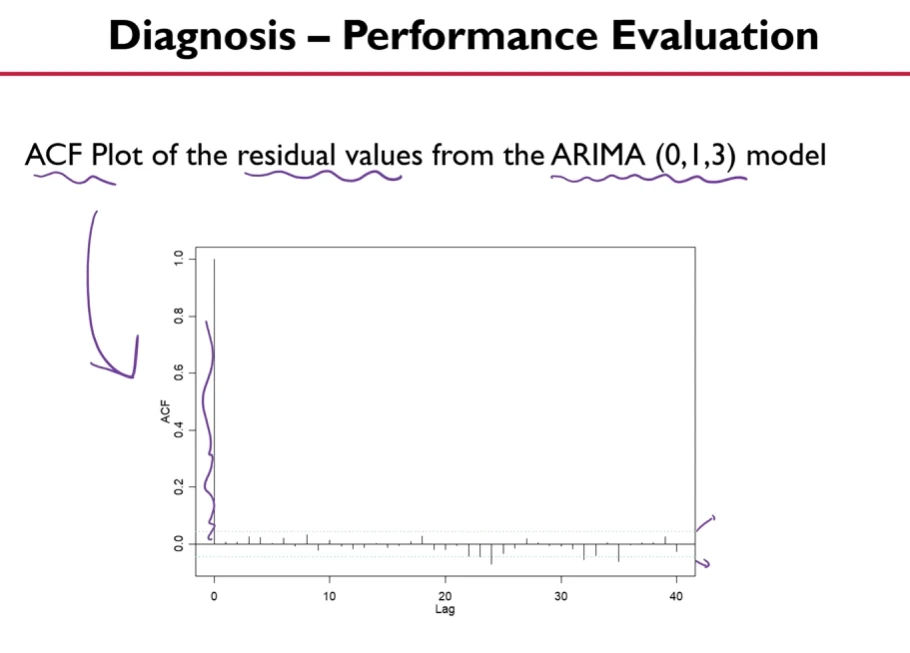 Diagnosis – Performance Evaluation
ACF Plot of the residual values from the ARIMA (0,1,3) model
1.0
0.8
0.6
0.4
0.2
0.0
ACF
0 10 20 30 40
Lag